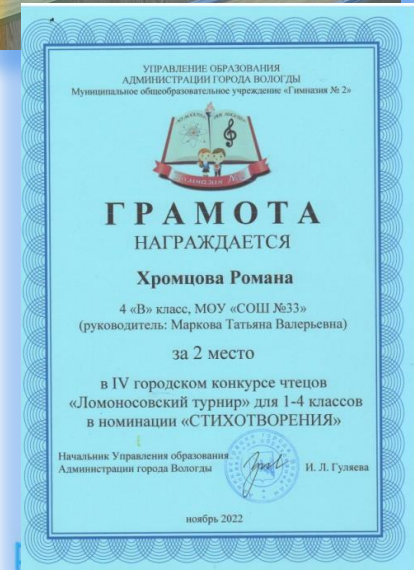 УПРАВЛЕНИЕ ОБРАЗОВАНИЯ
АДМИНИСТРАЦИИ ГОРОДА ВОЛОГДЫ
Муниципальное общеобразовательное учреждение «Гимназия № 2»
ГРАМОТА
НАГРАЖДАЕТСЯ
Хромцова Романа
4 «В» класс, МОУ «СОШ №33»
(руководитель: Маркова Татьяна Валерьевна)
за 2 место
в IV городском конкурсе чтецов
«Ломоносовский турнир» для 1-4 классов
в номинации «СТИХОТВОРЕНИЯ»
Начальник Управления образования
Администрации города Вологды
И. Л. Гуляева
ноябрь 2022